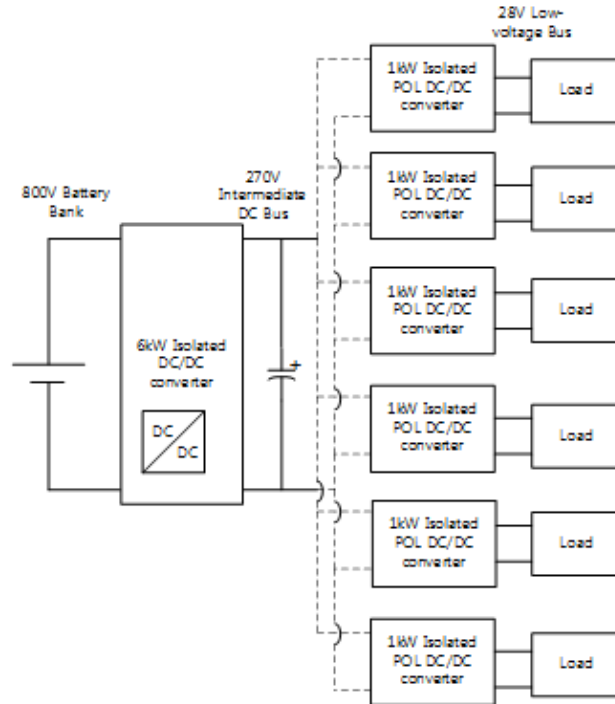 28V Low-
voltage Bus
1kW Isolated
POL DC/DC
converter
Load
270V
Intermediate
DC Bus
800V Battery
Bank
1kW Isolated
POL DC/DC
converter
Load
1kW Isolated
POL DC/DC
converter
Load
6kW Isolated
DC/DC
converter
+
DC
DC
1kW Isolated
POL DC/DC
converter
Load
1kW Isolated
POL DC/DC
converter
Load
1kW Isolated
POL DC/DC
converter
Load